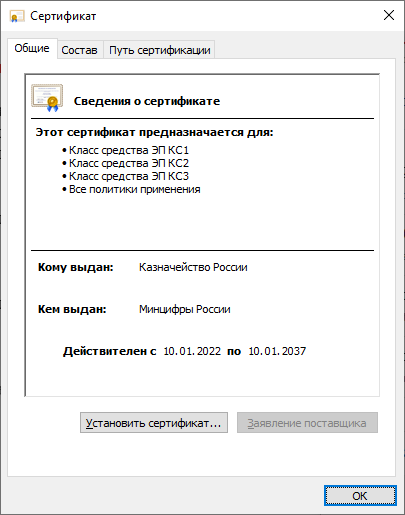 Сертификат
Общие Состав Путь сертификации
Сведения о сертификате
Этот сертификат предназначается для:
• Класс средства ЭП КС1
• Класс средства ЭП КС2
• Класс средства ЭП КС3
• Все политики применения
Кому выдан: Казначейство России
Кем выдан: Минцифры России
Действителен с 10.01.2022 по 10.01.2037
Установить сертификат... Заявление поставщика
ОК